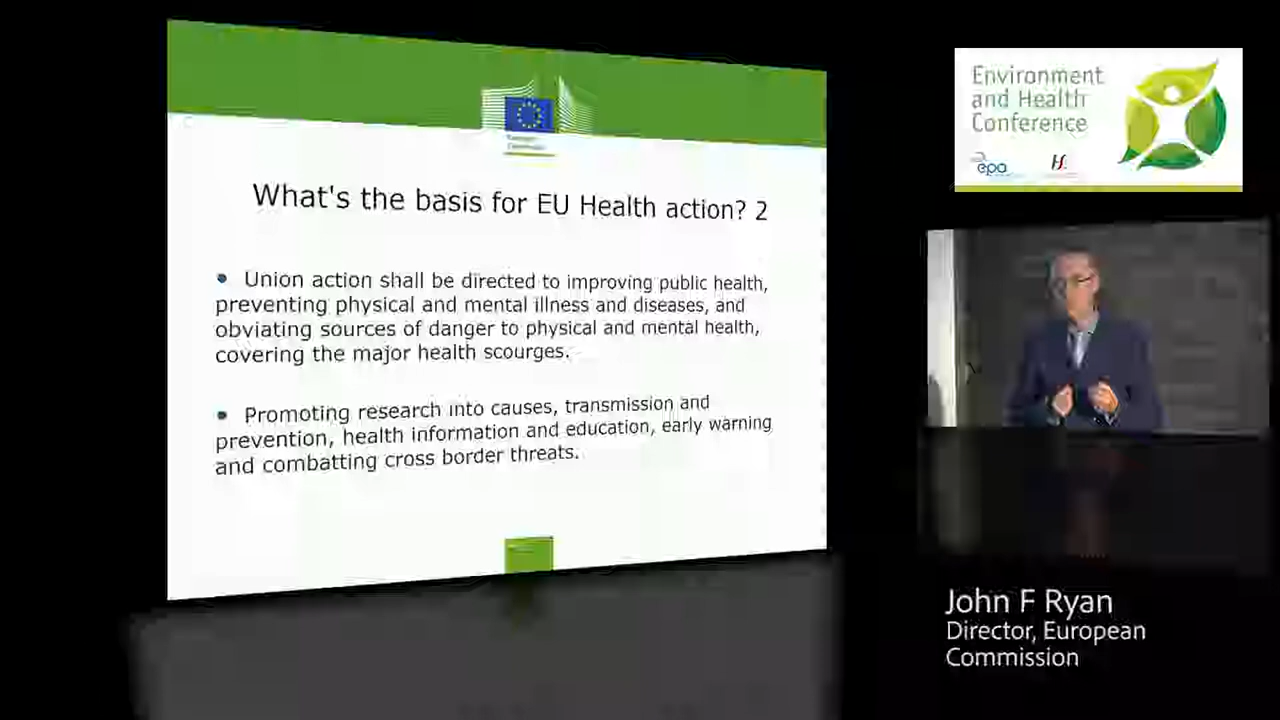 European
Commission
What's the basis for EU Health action? 2
• Union action shall be directed to improving public health,
preventing physical and mental illness and diseases, and
obviating sources of danger to physical and mental health,
covering the major health scourges.
• Promoting research into causes, transmission and
prevention, health information and education, early warning
and combatting cross border threats.
Environment
and Health
Conference
epa
John F Ryan
Director, European
Commission